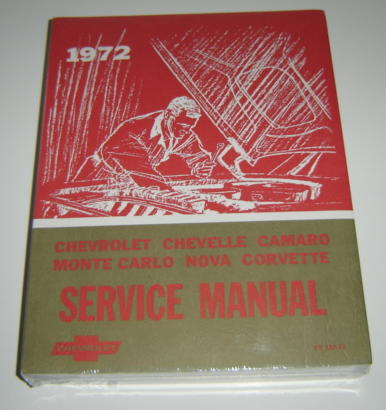 1972
CHEVROLET CHEVELLE CAMARO
MONTE CARLO NOVA CORVETTE
SERVICE MANUAL
CHEVROLET